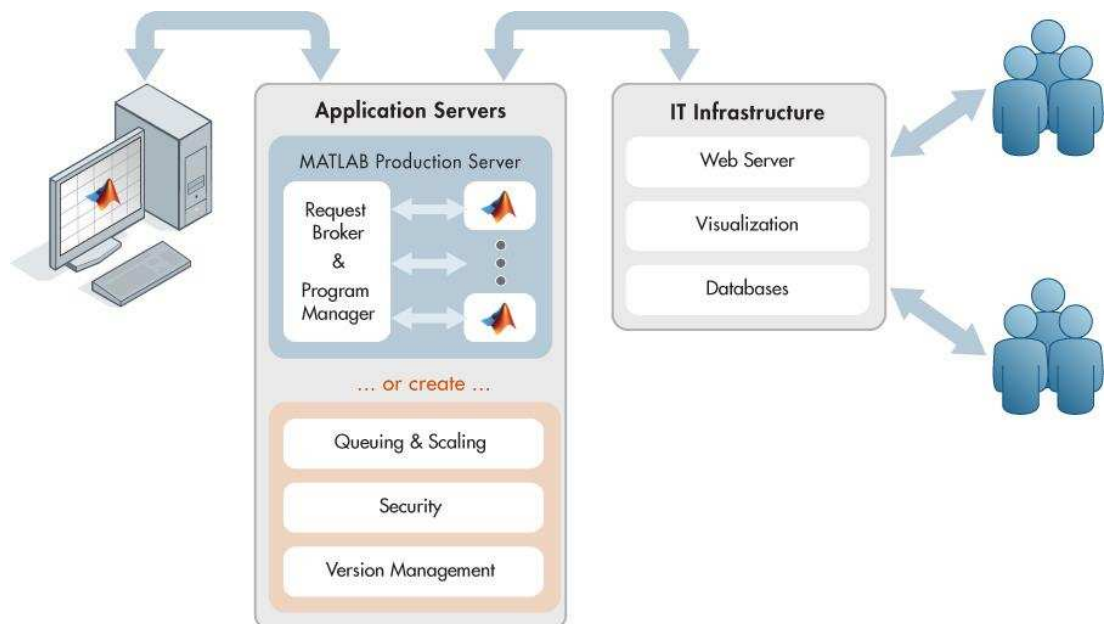 Application Servers
MATLAB Production Server
Request
Broker
&
Program
Manager
... or create ...
Queuing & Scaling
Security
Version Management
IT Infrastructure
Web Server
Visualization
Databases